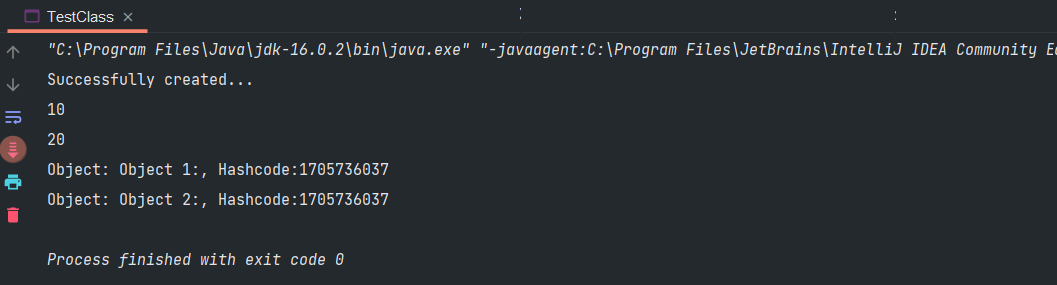 TestClass
"C:\Program Files\Java\jdk-16.0.2\bin\java.exe" "-javaagent:C:\Program Files\JetBrains\IntelliJ IDEA Community
Successfully created...
10
20
Object: Object 1:, Hashcode:1705736037
Object: Object 2:, Hashcode:1705736037
Process finished with exit code 0